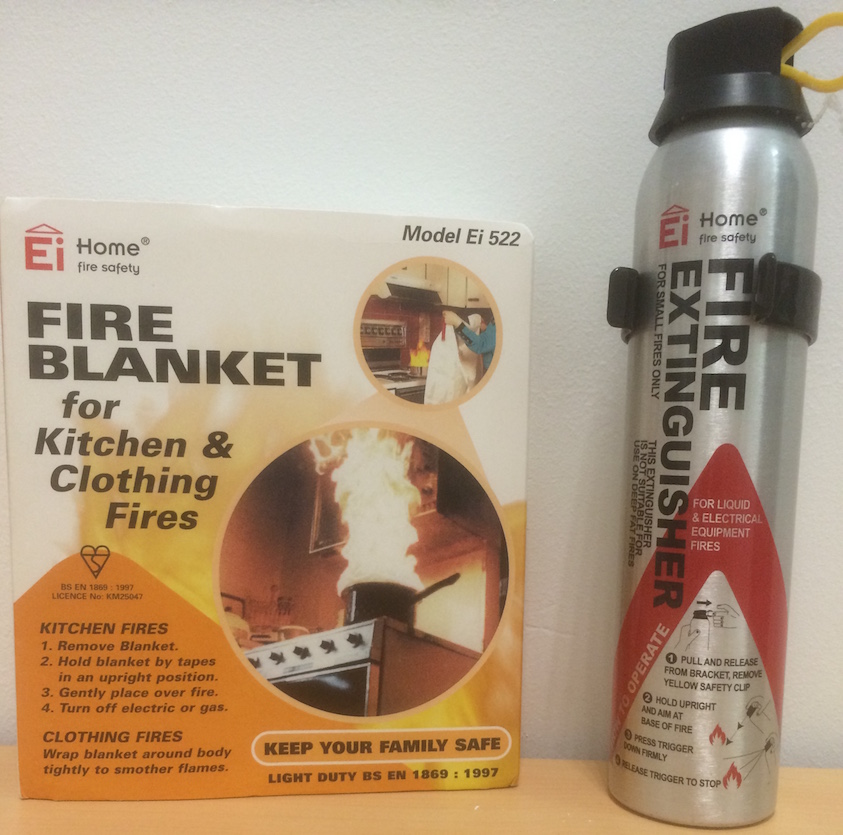 Ei Home®
fire safety
Model Ei 522
FIRE
BLANKET
for
Kitchen &
Clothing
Fires
BS EN 1869 : 1997
LICENCE No: KM25047
KITCHEN FIRES
1. Remove Blanket.
2. Hold blanket by tapes
in an upright position.
3. Gently place over fire.
4. Turn off electric or gas.
CLOTHING FIRES
Wrap blanket around body
tightly to smother flames.
KEEP YOUR FAMILY SAFE
LIGHT DUTY BS EN 1869 : 1997
Ei Home®
fire safety
FIRE
EXTINGUISHER
FOR SMALL FIRES ONLY
THIS EXTINGUISHER
IS NOT SUITABLE FOR
USE ON DEEP FAT FIRES
FOR LIQUID
& ELECTRICAL
EQUIPMENT
FIRES
TO OPERATE
1 PULL AND RELEASE
FROM BRACKET, REMOVE
YELLOW SAFETY CLIP
2 HOLD UPRIGHT
AND AIM AT
BASE OF FIRE
3 PRESS TRIGGER
DOWN FIRMLY
RELEASE TRIGGER TO STOP